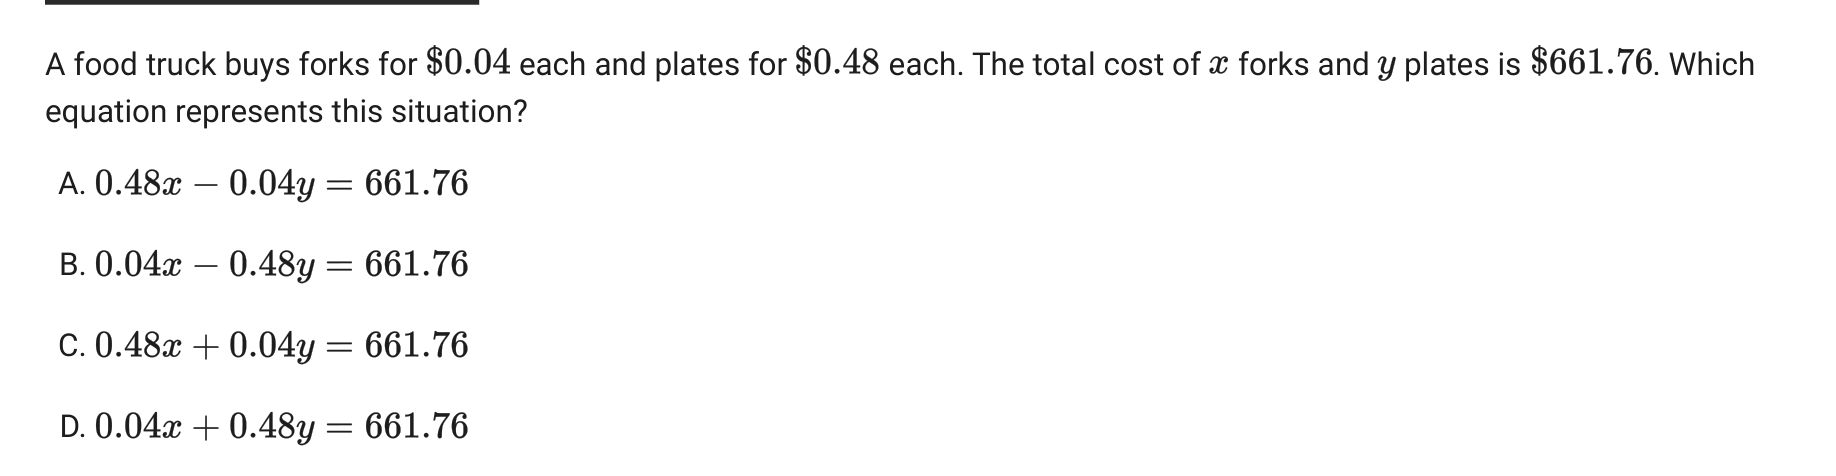 A food truck buys forks for $0.04 each and plates for $0.48 each. The total cost of x forks and y plates is $661.76. Which
equation represents this situation?
A. 0.48x − 0.04y = 661.76
B. 0.04x − 0.48y = 661.76
C. 0.48x + 0.04y = 661.76
D. 0.04x + 0.48y = 661.76